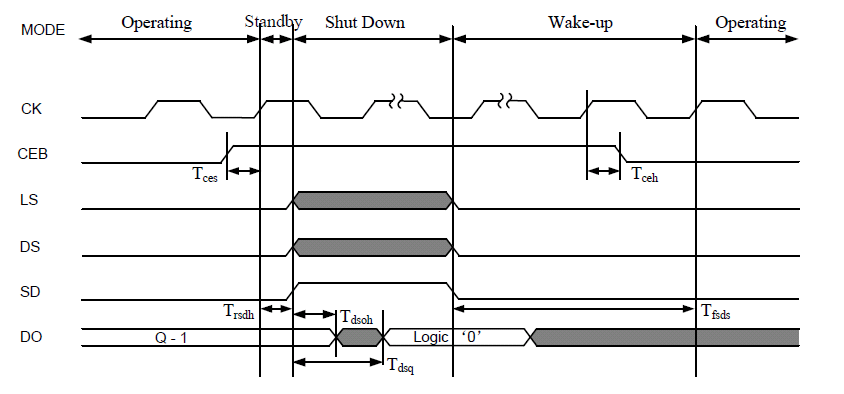 MODE Operating Standby Shut Down Wake-up Operating
CK
CEB
Tces Tceh
LS
DS
SD
Trsdh Tdsoh Tfsds
DO Q - 1 Logic ‘0’
Tdsq